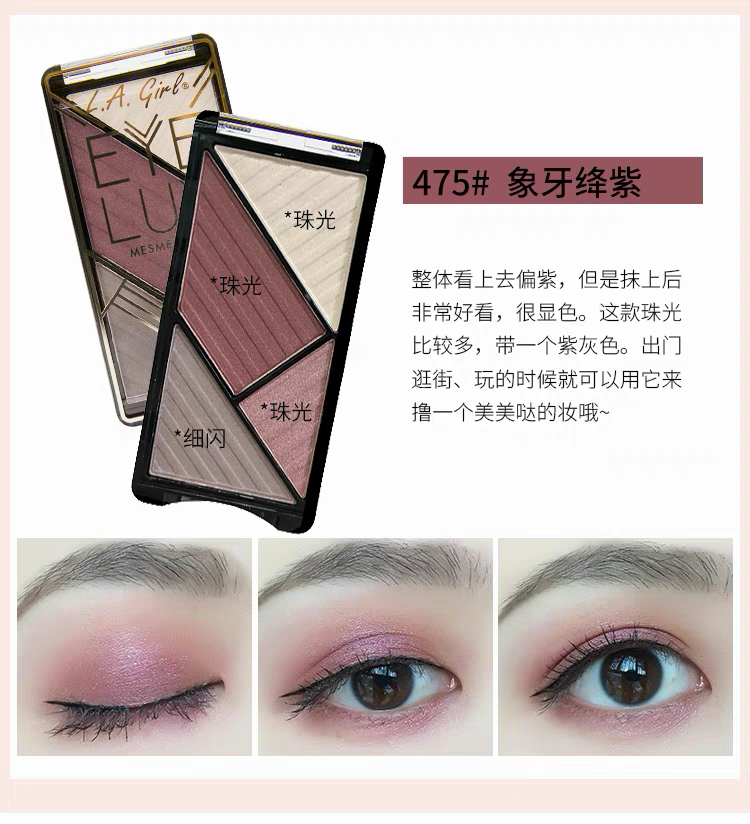 L.A. Girl®
EYE
LU
MESME
*珠光
*珠光
*珠光
*细闪
475# 象牙绛紫
整体看上去偏紫，但是抹上后
非常好看，很显色。这款珠光
比较多，带一个紫灰色。出门
逛街、玩的时候就可以用它来
撸一个美美哒的妆哦~